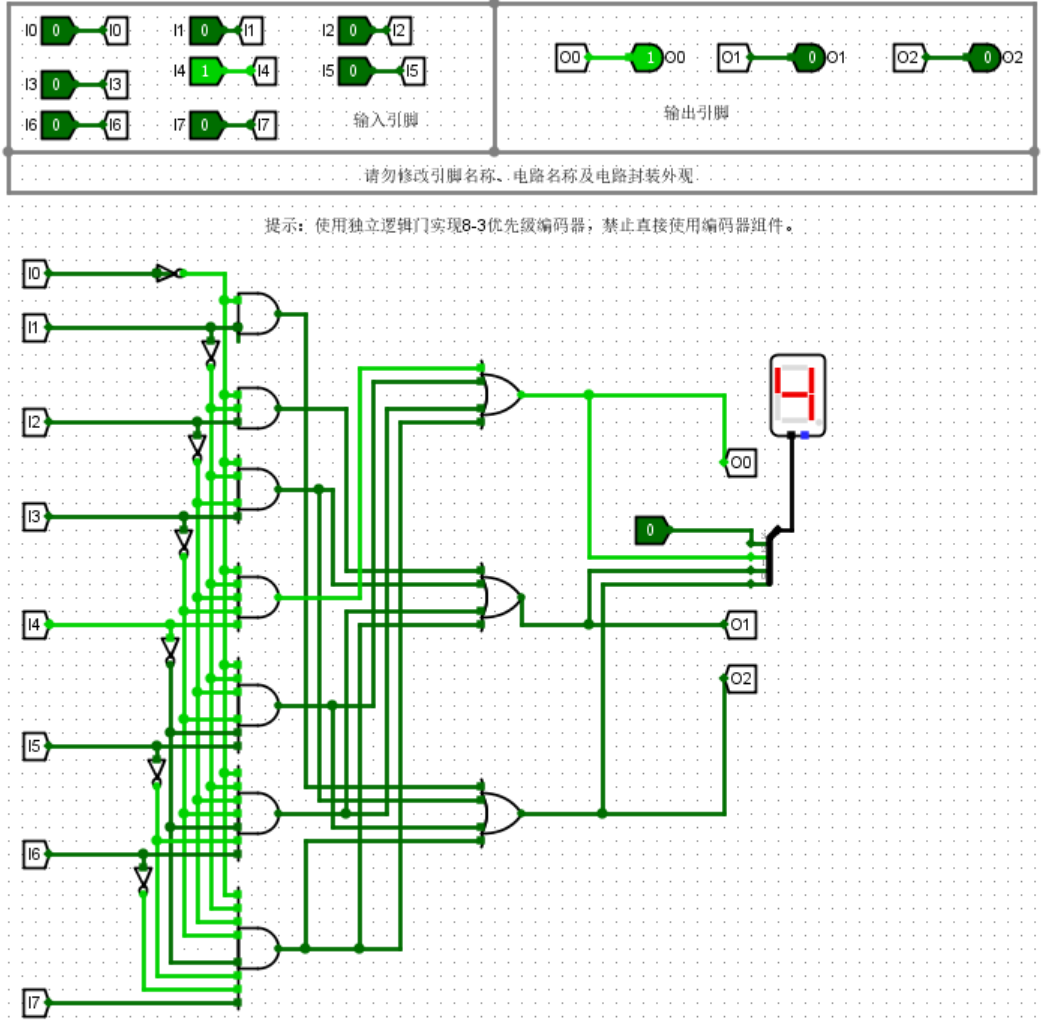 I0 0 I0 I1 0 I1 I2 0 I2
I4 1 I4 I5 0 I5
I3 0 I3
I6 0 I6 I7 0 I7 输入引脚
O0 1 O0 O1 0 O1 O2 0 O2
输出引脚
请勿修改引脚名称、电路名称及电路封装外观
提示：使用独立逻辑门实现8-3优先级编码器，禁止直接使用编码器组件。
I0
I1
I2
I3
I4
I5
I6
I7
4
O0
0
O1
O2